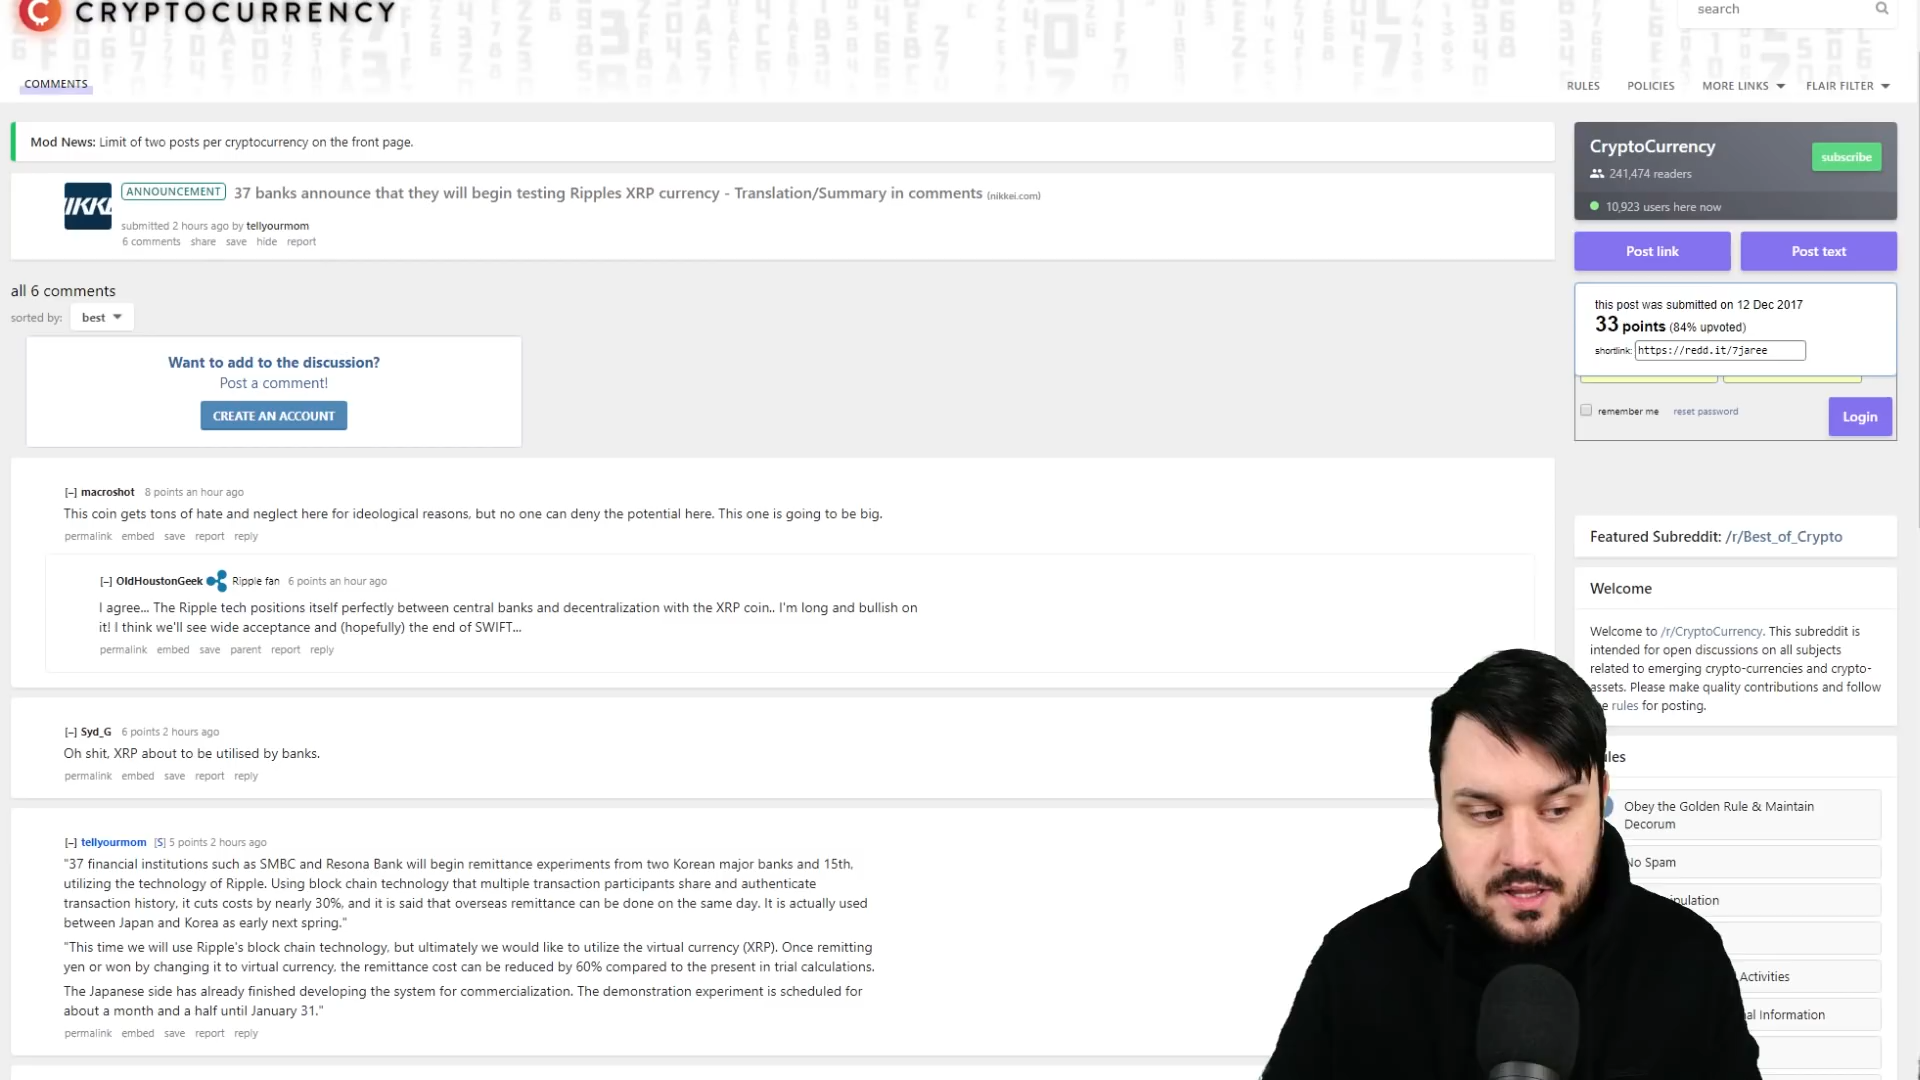 CRYPTOCURRENCY
search
COMMENTS
RULES POLICIES MORE LINKS FLAIR FILTER
Mod News: Limit of two posts per cryptocurrency on the front page.
ANNOUNCEMENT 37 banks announce that they will begin testing Ripples XRP currency - Translation/Summary in comments (nikkei.com)
submitted 2 hours ago by tellyourmom
6 comments share save hide report
all 6 comments
sorted by: best
Want to add to the discussion?
Post a comment!
CREATE AN ACCOUNT
[–] macroshot 8 points an hour ago
This coin gets tons of hate and neglect here for ideological reasons, but no one can deny the potential here. This one is going to be big.
permalink embed save report reply
[–] OldHoustonGeek Ripple fan 6 points an hour ago
I agree... The Ripple tech positions itself perfectly between central banks and decentralization with the XRP coin.. I'm long and bullish on
it! I think we'll see wide acceptance and (hopefully) the end of SWIFT...
permalink embed save parent report reply
[–] Syd_G 6 points 2 hours ago
Oh shit, XRP about to be utilised by banks.
permalink embed save report reply
[–] tellyourmom [S] 5 points 2 hours ago
"37 financial institutions such as SMBC and Resona Bank will begin remittance experiments from two Korean major banks and 15th,
utilizing the technology of Ripple. Using block chain technology that multiple transaction participants share and authenticate
transaction history, it cuts costs by nearly 30%, and it is said that overseas remittance can be done on the same day. It is actually used
between Japan and Korea as early next spring."
"This time we will use Ripple's block chain technology, but ultimately we would like to utilize the virtual currency (XRP). Once remitting
yen or won by changing it to virtual currency, the remittance cost can be reduced by 60% compared to the present in trial calculations.
The Japanese side has already finished developing the system for commercialization. The demonstration experiment is scheduled for
about a month and a half until January 31."
permalink embed save report reply
CryptoCurrency
subscribe
241,474 readers
10,923 users here now
Post link Post text
this post was submitted on 12 Dec 2017
33 points (84% upvoted)
shortlink: https://redd.it/7jaree
remember me reset password Login
Featured Subreddit: /r/Best_of_Crypto
Welcome
Welcome to /r/CryptoCurrency. This subreddit is
intended for open discussions on all subjects
related to emerging crypto-currencies and crypto-
assets. Please make quality contributions and follow
rules for posting.
Obey the Golden Rule & Maintain
Decorum
No Spam
Activities
Information